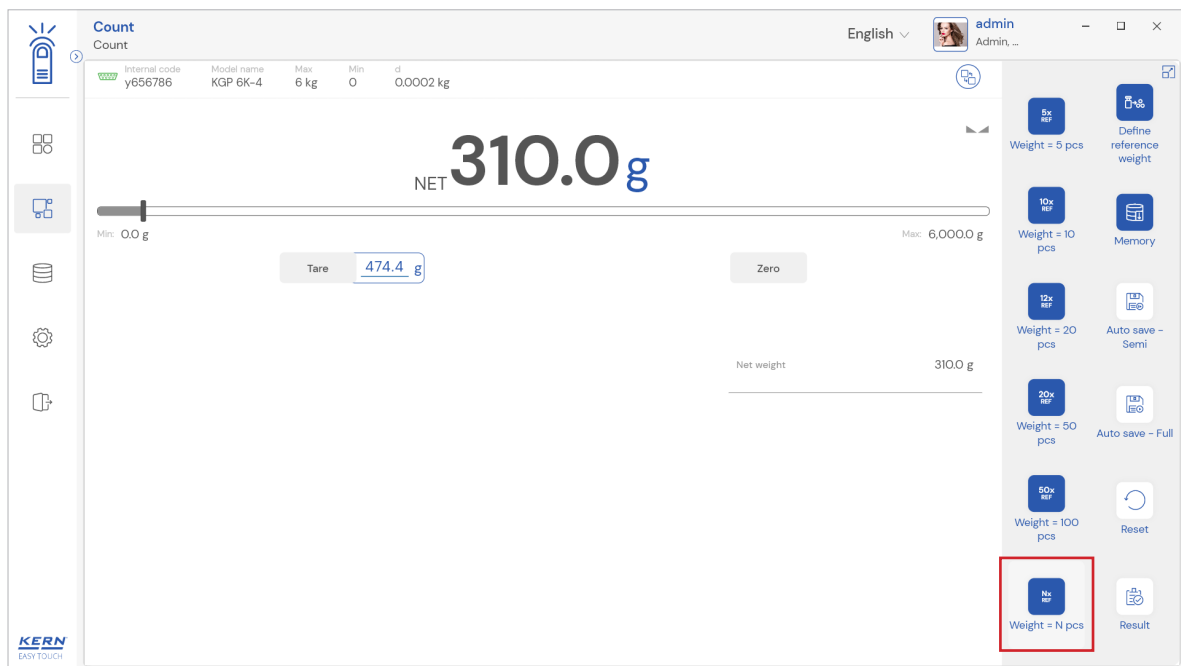 Count
Count
English
admin
Admin, ...
Internal code
y656786
Model name
KGP 6K-4
Max
6 kg
Min
0
d
0.0002 kg
NET 310.0 g
Min: 0.0 g
Max: 6,000.0 g
Tare 474.4 g
Zero
Net weight 310.0 g
5x
REF
Weight = 5 pcs
Define
reference
weight
10x
REF
Weight = 10
pcs
Memory
12x
REF
Weight = 20
pcs
Auto save -
Semi
20x
REF
Weight = 50
pcs
Auto save - Full
50x
REF
Weight = 100
pcs
Reset
Nx
REF
Weight = N pcs
Result
KERN
EASY TOUCH